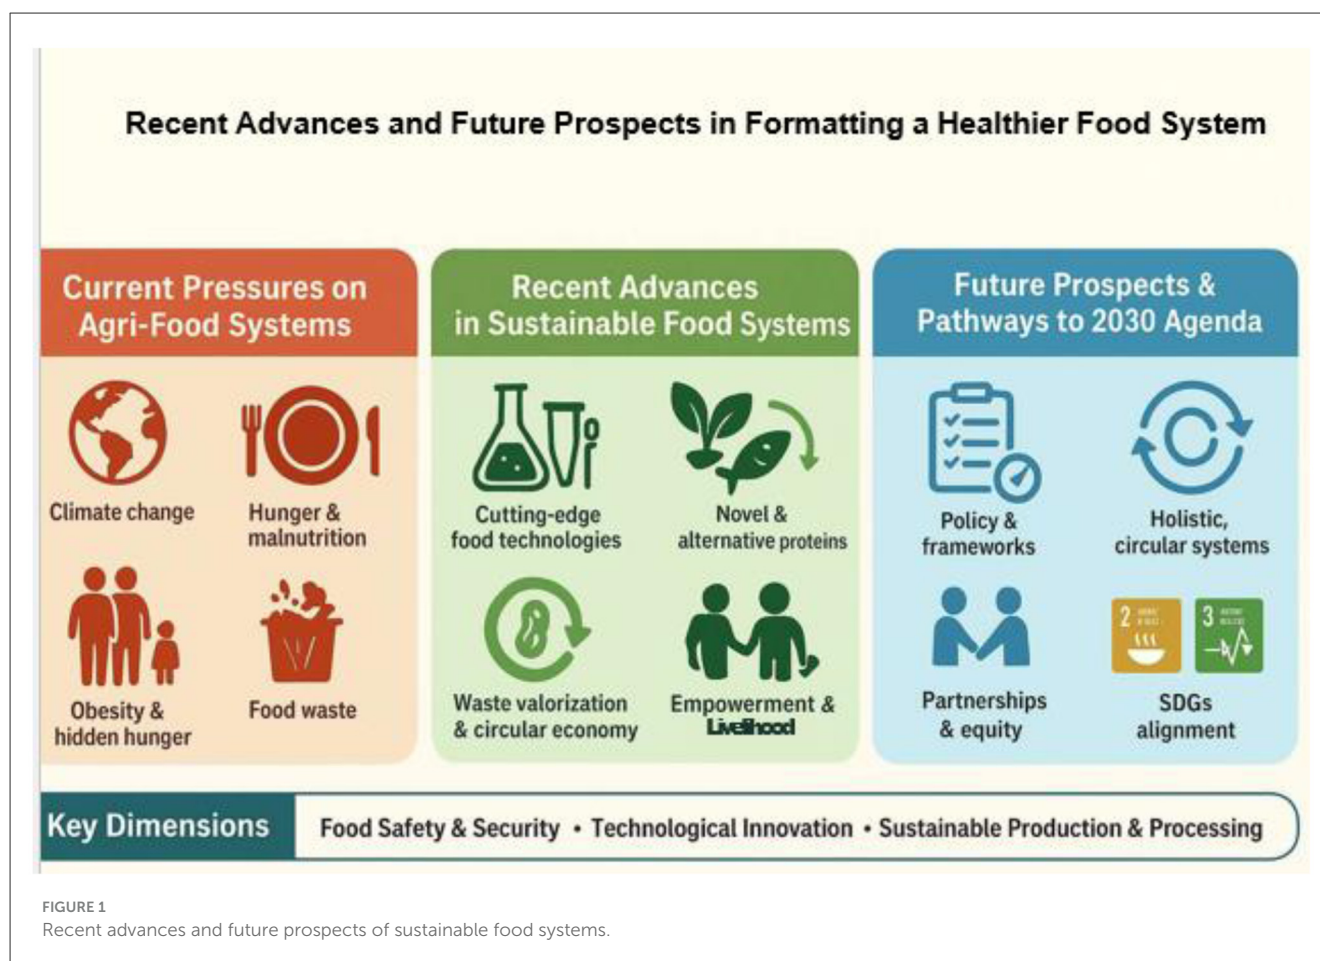 Recent Advances and Future Prospects in Formatting a Healthier Food System
Current Pressures on
Agri-Food Systems
Climate change
Hunger &
malnutrition
Obesity &
hidden hunger
Food waste
Recent Advances
in Sustainable Food Systems
Cutting-edge
food technologies
Novel &
alternative proteins
Waste valorization
& circular economy
Empowerment &
Livelihood
Future Prospects &
Pathways to 2030 Agenda
Policy &
frameworks
Holistic,
circular systems
Partnerships
& equity
2
3
SDGs
alignment
Key Dimensions
Food Safety & Security • Technological Innovation • Sustainable Production & Processing
FIGURE 1
Recent advances and future prospects of sustainable food systems.